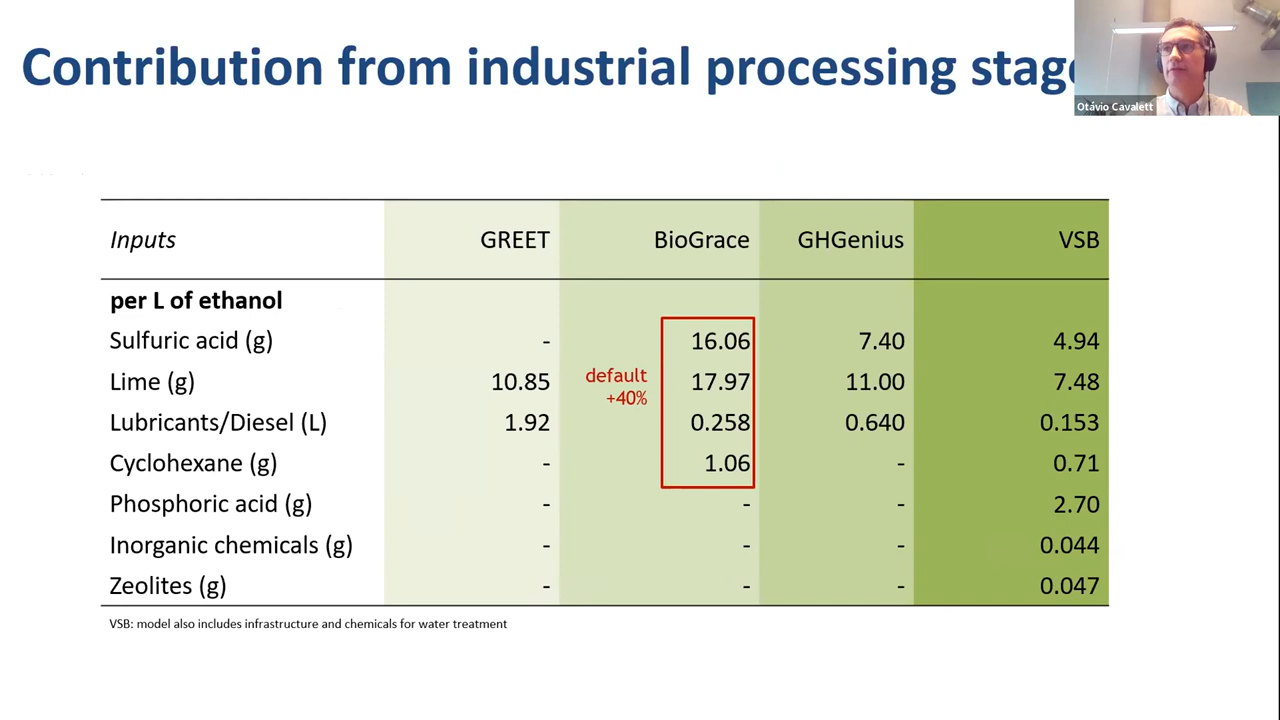 Contribution from industrial processing stage
Otávio Cavalett
Inputs GREET BioGrace GHGenius VSB
per L of ethanol
Sulfuric acid (g) - 16.06 7.40 4.94
Lime (g) 10.85 default +40% 17.97 11.00 7.48
Lubricants/Diesel (L) 1.92 0.258 0.640 0.153
Cyclohexane (g) - 1.06 - 0.71
Phosphoric acid (g) - - - 2.70
Inorganic chemicals (g) - - - 0.044
Zeolites (g) - - - 0.047
VSB: model also includes infrastructure and chemicals for water treatment